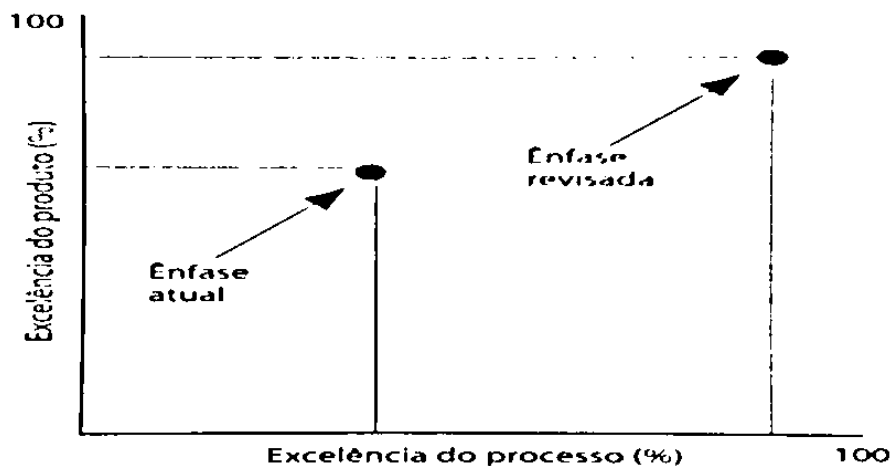 100
Excelência do produto (%)
Ênfase
revisada
Ênfase
atual
Excelência do processo (%)
100